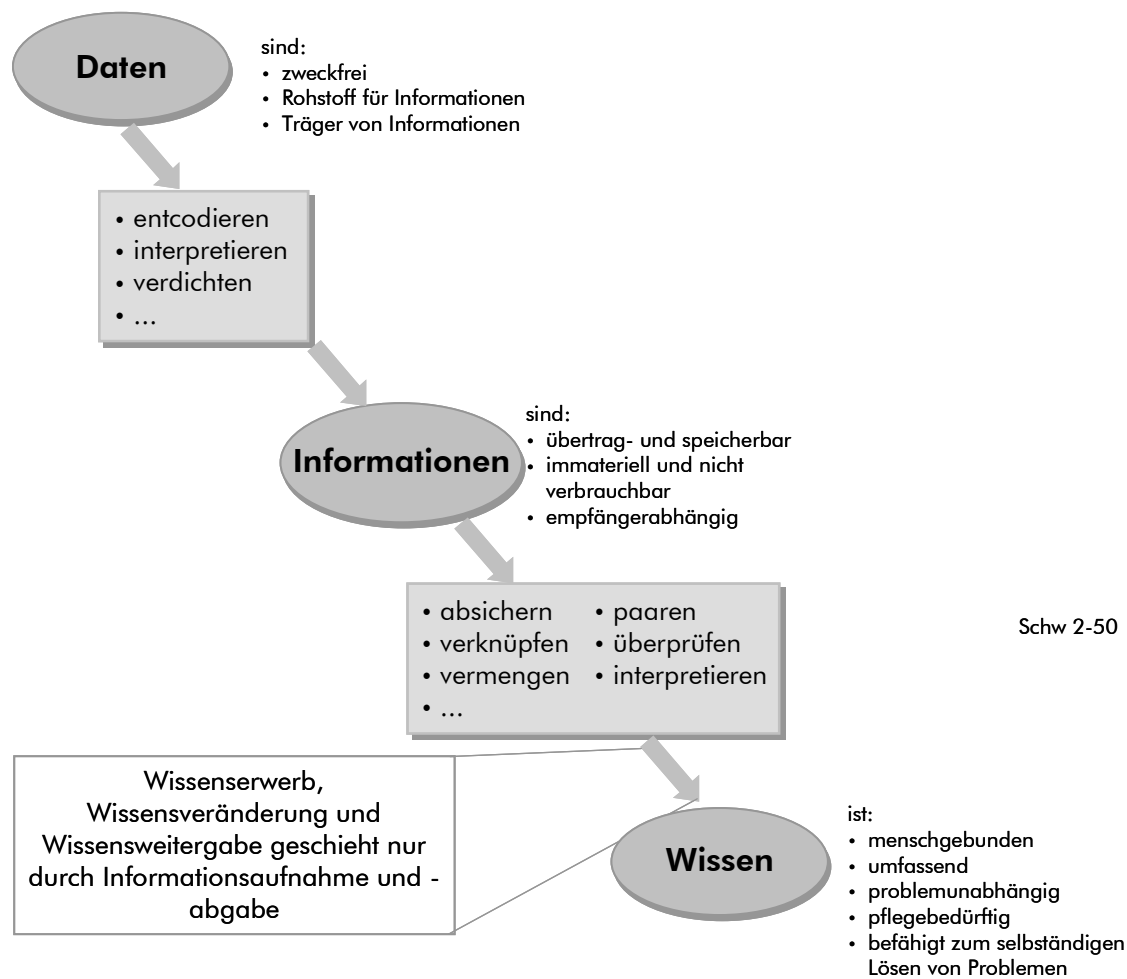 Daten
sind:
• zweckfrei
• Rohstoff für Informationen
• Träger von Informationen
• entcodieren
• interpretieren
• verdichten
• ...
Informationen
sind:
• übertrag- und speicherbar
• immateriell und nicht
verbrauchbar
• empfängerabhängig
• absichern • paaren
• verknüpfen • überprüfen
• vermengen • interpretieren
• ...
Schw 2-50
Wissenserwerb,
Wissensveränderung und
Wissensweitergabe geschieht nur
durch Informationsaufnahme und -
abgabe
Wissen
ist:
• menschgebunden
• umfassend
• problemunabhängig
• pflegebedürftig
• befähigt zum selbständigen
Lösen von Problemen